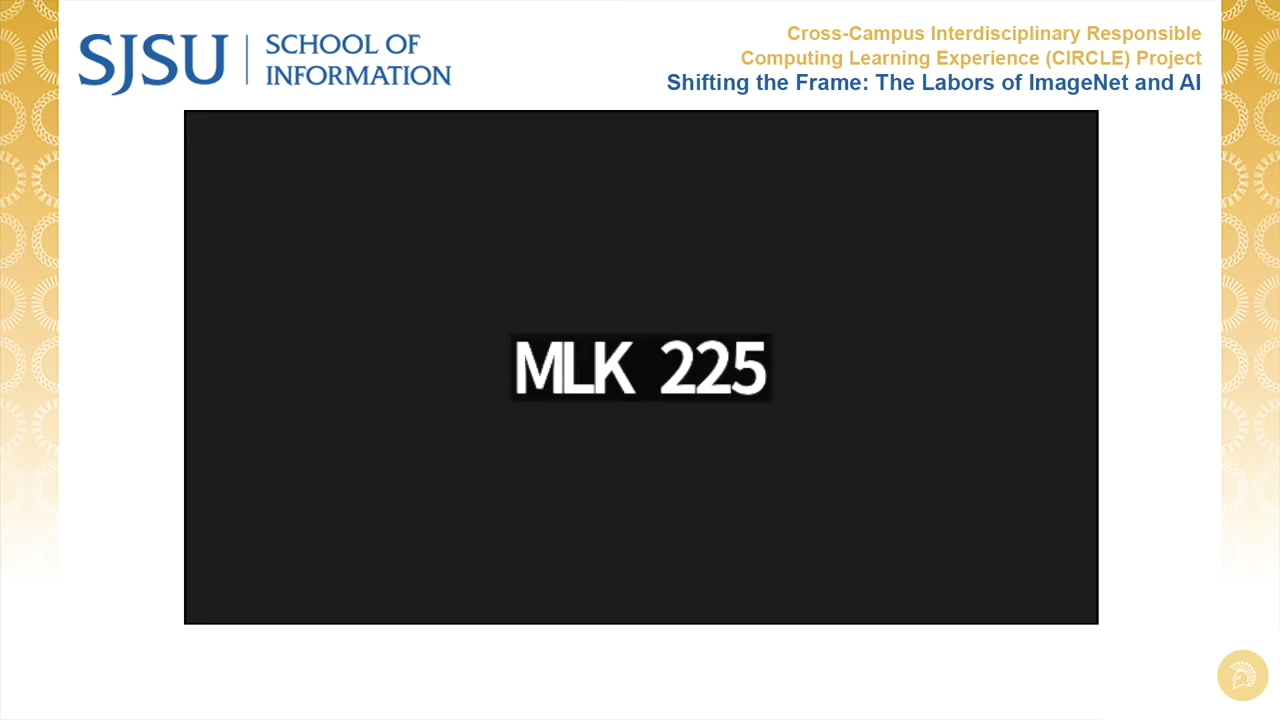 SJSU
SCHOOL OF
INFORMATION
Cross-Campus Interdisciplinary Responsible
Computing Learning Experience (CIRCLE) Project
Shifting the Frame: The Labors of ImageNet and AI
MLK 225